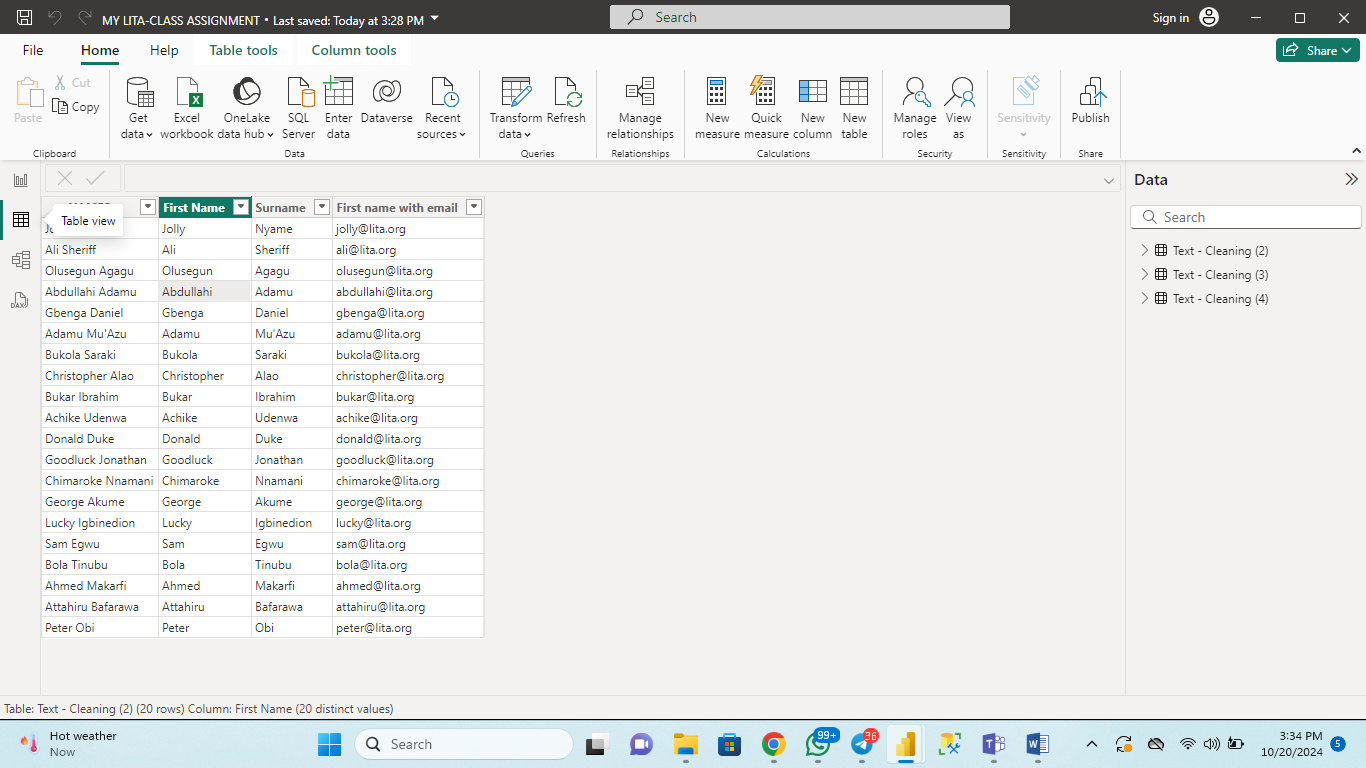 MY LITA-CLASS ASSIGNMENT • Last saved: Today at 3:28 PM
Search
Sign in
File Home Help Table tools Column tools
Share
Paste
Cut
Copy
Clipboard
Get data
Excel workbook
OneLake data hub
SQL Server
Enter data
Dataverse
Recent sources
Data
Transform data
Refresh
Queries
Manage relationships
Relationships
New measure
Quick measure
New column
New table
Calculations
Manage roles
View as
Security
Sensitivity
Sensitivity
Publish
Share
Table view
First Name Surname First name with email
Jolly Nyame jolly@lita.org
Ali Sheriff Ali Sheriff ali@lita.org
Olusegun Agagu Olusegun Agagu olusegun@lita.org
Abdullahi Adamu Abdullahi Adamu abdullahi@lita.org
Gbenga Daniel Gbenga Daniel gbenga@lita.org
Adamu Mu'Azu Adamu Mu'Azu adamu@lita.org
Bukola Saraki Bukola Saraki bukola@lita.org
Christopher Alao Christopher Alao christopher@lita.org
Bukar Ibrahim Bukar Ibrahim bukar@lita.org
Achike Udenwa Achike Udenwa achike@lita.org
Donald Duke Donald Duke donald@lita.org
Goodluck Jonathan Goodluck Jonathan goodluck@lita.org
Chimaroke Nnamani Chimaroke Nnamani chimaroke@lita.org
George Akume George Akume george@lita.org
Lucky Igbinedion Lucky Igbinedion lucky@lita.org
Sam Egwu Sam Egwu sam@lita.org
Bola Tinubu Bola Tinubu bola@lita.org
Ahmed Makarfi Ahmed Makarfi ahmed@lita.org
Attahiru Bafarawa Attahiru Bafarawa attahiru@lita.org
Peter Obi Peter Obi peter@lita.org
Data
Search
Text - Cleaning (2)
Text - Cleaning (3)
Text - Cleaning (4)
DAX
Table: Text - Cleaning (2) (20 rows) Column: First Name (20 distinct values)
Hot weather
Now
Search
99+
36
3:34 PM
10/20/2024
5